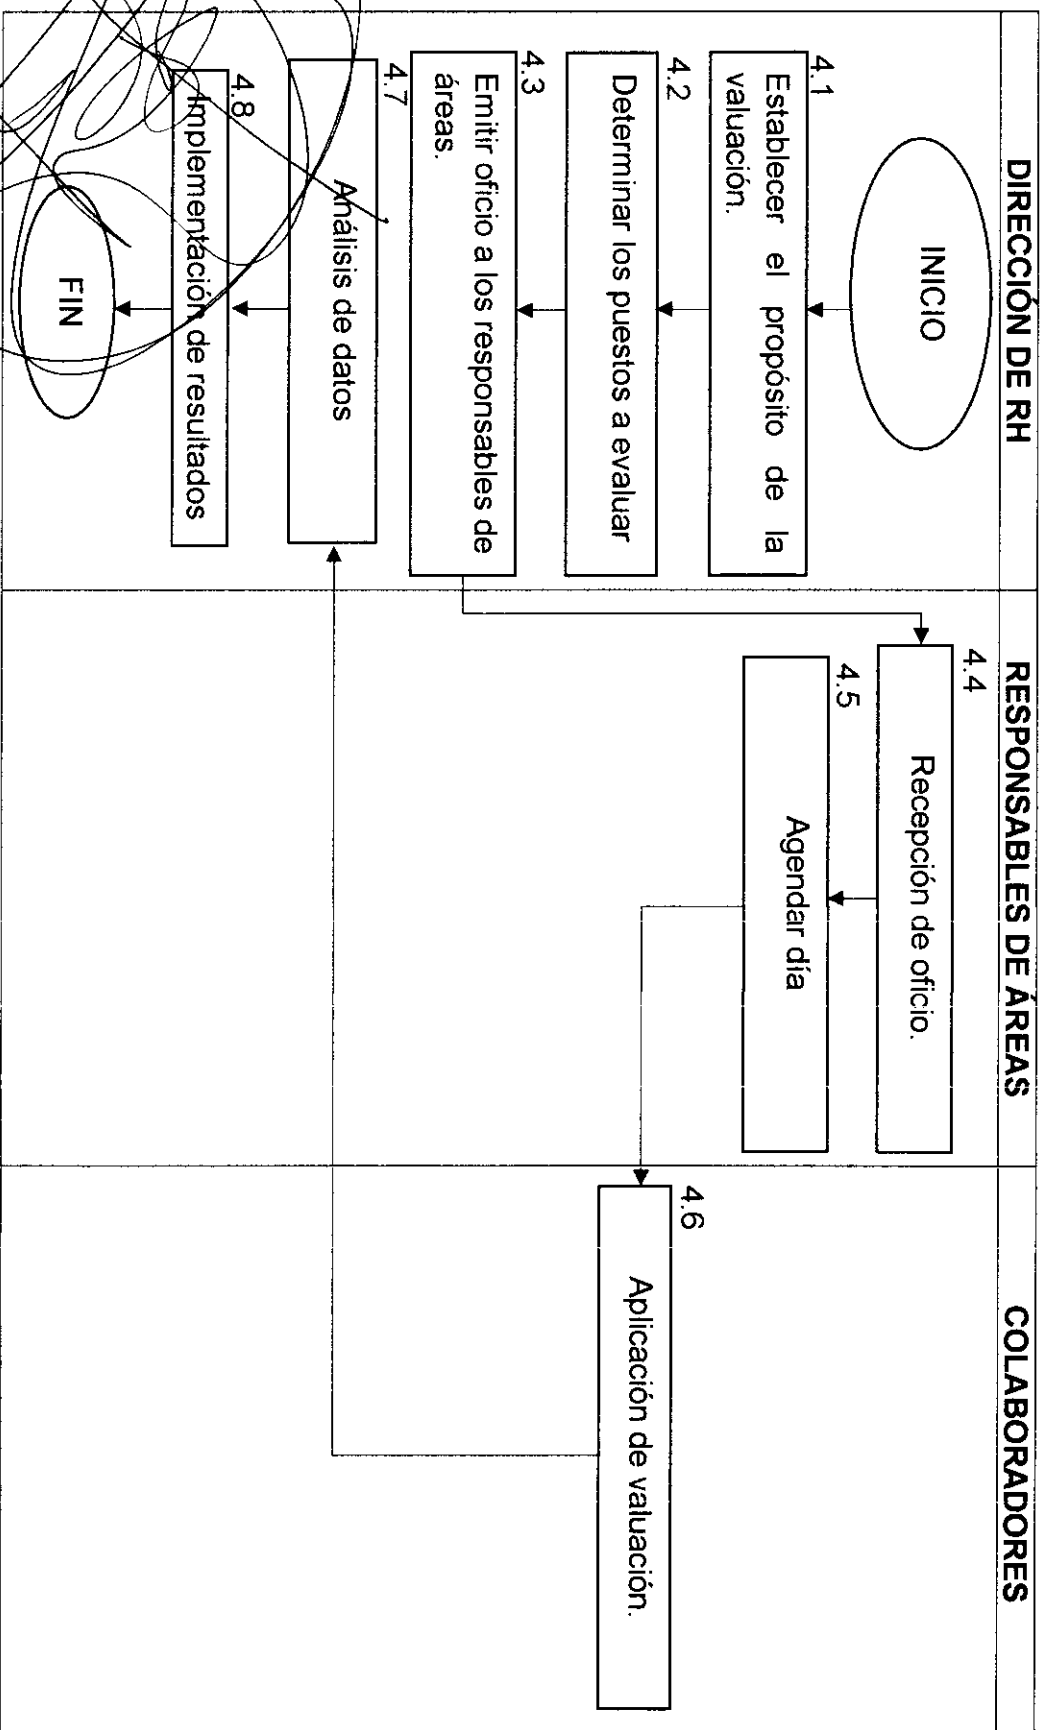 DIRECCIÓN DE RH
RESPONSABLES DE ÁREAS
COLABORADORES
INICIO
4.1
Establecer el propósito de la
valuación.
4.2
Determinar los puestos a evaluar
4.3
Emitir oficio a los responsables de
áreas.
4.4
Recepción de oficio.
4.5
Agendar día
4.6
Aplicación de valuación.
4.7
Análisis de datos
4.8
Implementación de resultados
FIN